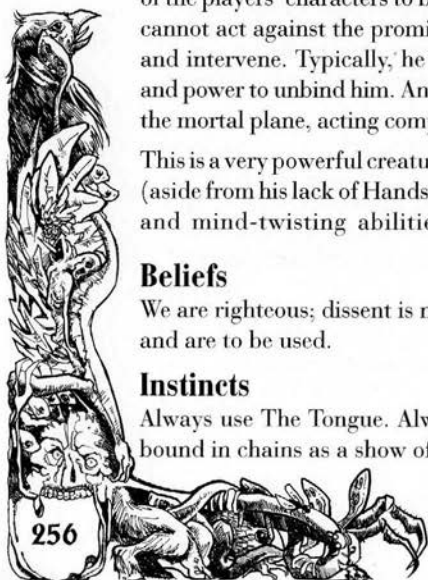 of the players' characters to b
cannot act against the promi
and intervene. Typically, he
and power to unbind him. An
the mortal plane, acting comp
This is a very powerful creatur
(aside from his lack of Hands
and mind-twisting abilitie
Beliefs
We are righteous; dissent is n
and are to be used.
Instincts
Always use The Tongue. Alw
bound in chains as a show of
256